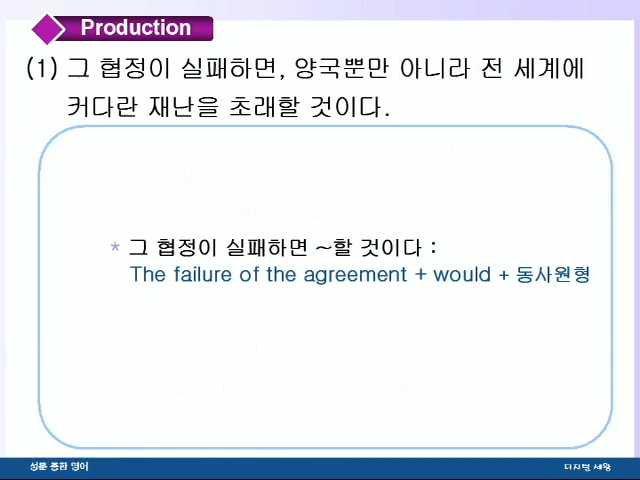 Production
(1) 그 협정이 실패하면, 양국뿐만 아니라 전 세계에
커다란 재난을 초래할 것이다.
* 그 협정이 실패하면 ~할 것이다 :
The failure of the agreement + would + 동사원형
성문 종합 영어
디지털 세왕